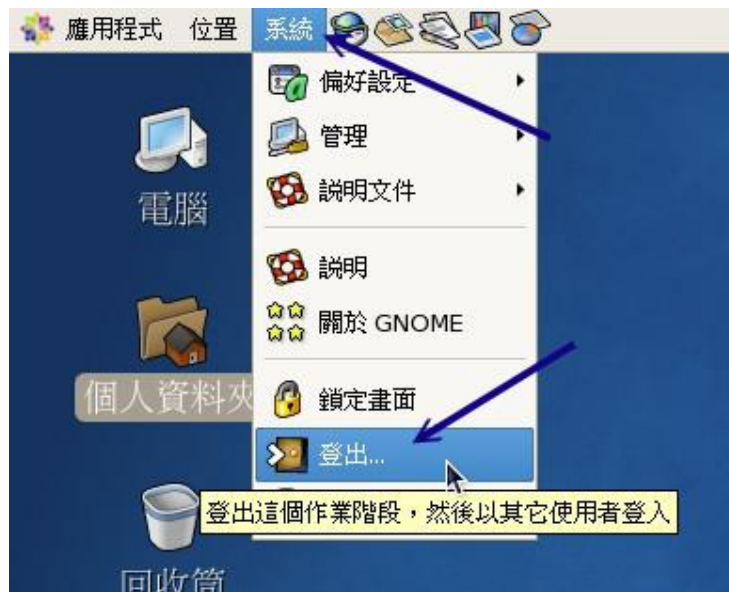 應用程式 位置 系統
偏好設定
管理
說明文件
說明
關於 GNOME
鎖定畫面
登出...
登出這個作業階段，然後以其它使用者登入
電腦
個人資料夾
回收筒